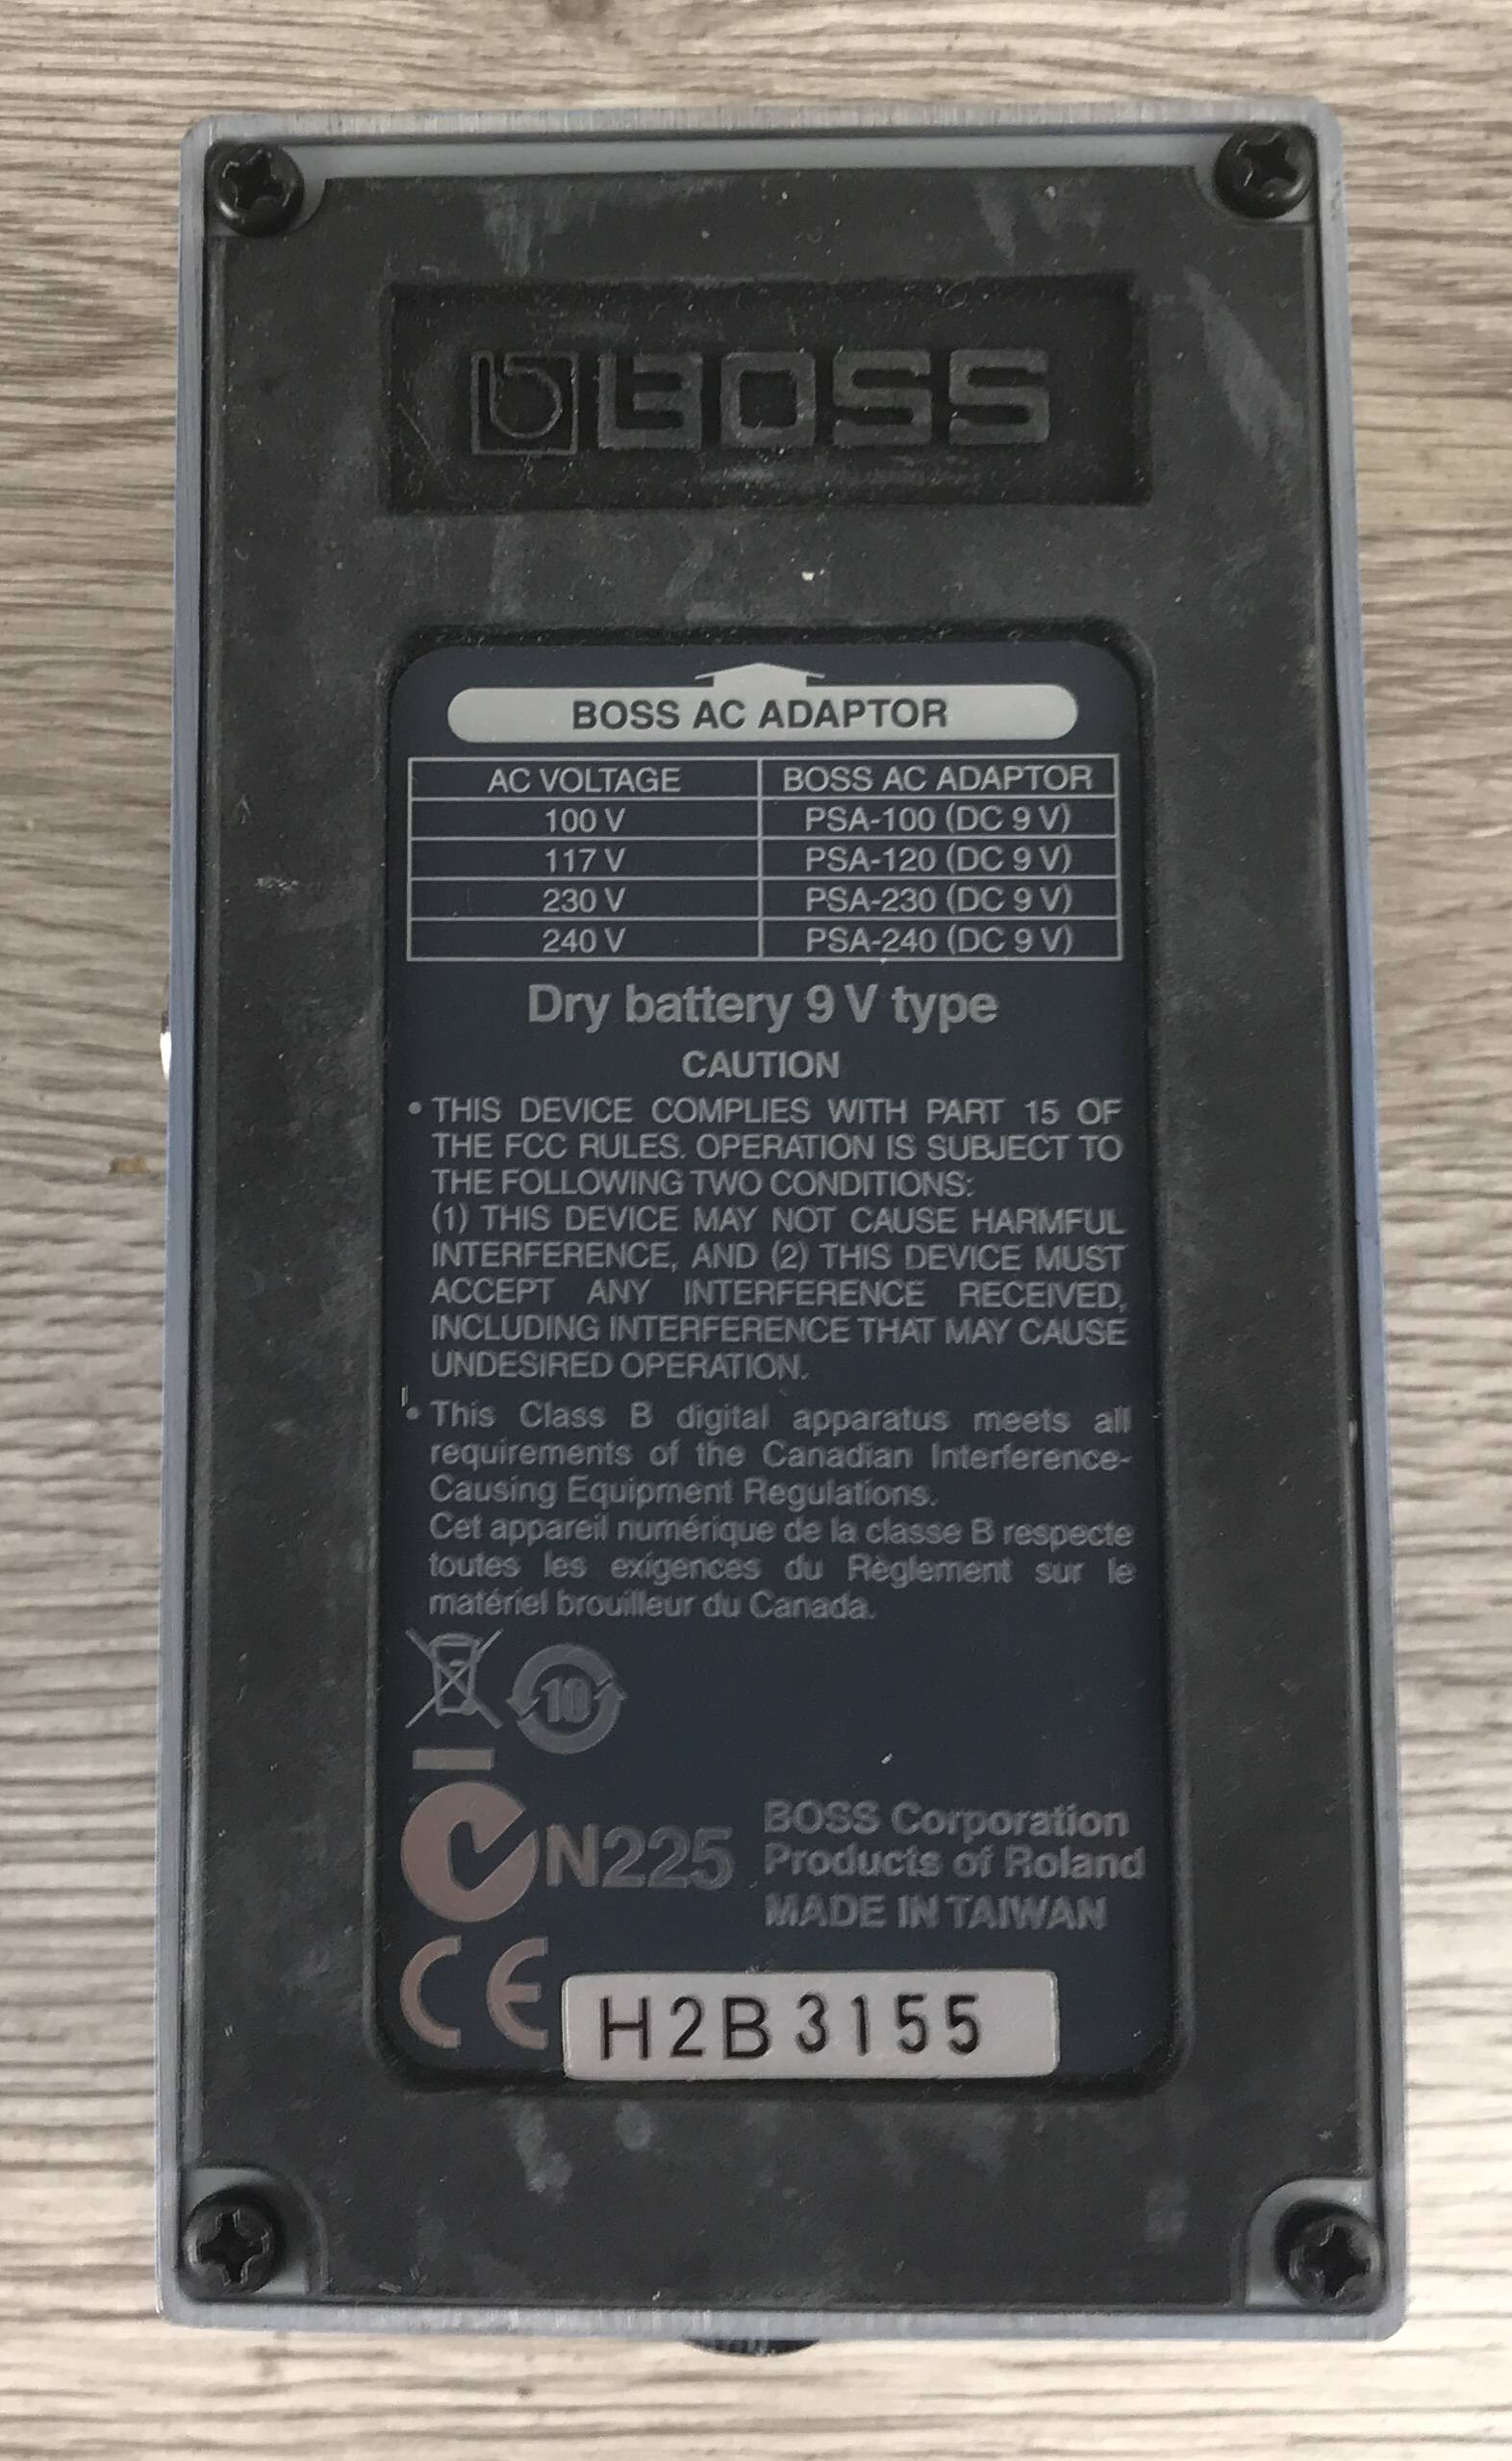 BOSS
BOSS AC ADAPTOR
AC VOLTAGE BOSS AC ADAPTOR
100 V PSA-100 (DC 9 V)
117 V PSA-120 (DC 9 V)
230 V PSA-230 (DC 9 V)
240 V PSA-240 (DC 9 V)
Dry battery 9 V type
CAUTION
• THIS DEVICE COMPLIES WITH PART 15 OF
THE FCC RULES. OPERATION IS SUBJECT TO
THE FOLLOWING TWO CONDITIONS:
(1) THIS DEVICE MAY NOT CAUSE HARMFUL
INTERFERENCE, AND (2) THIS DEVICE MUST
ACCEPT ANY INTERFERENCE RECEIVED,
INCLUDING INTERFERENCE THAT MAY CAUSE
UNDESIRED OPERATION.
• This Class B digital apparatus meets all
requirements of the Canadian Interference-
Causing Equipment Regulations.
Cet appareil numérique de la classe B respecte
toutes les exigences du Règlement sur le
matériel brouilleur du Canada.
10
N225
BOSS Corporation
Products of Roland
MADE IN TAIWAN
CE
H2B3155